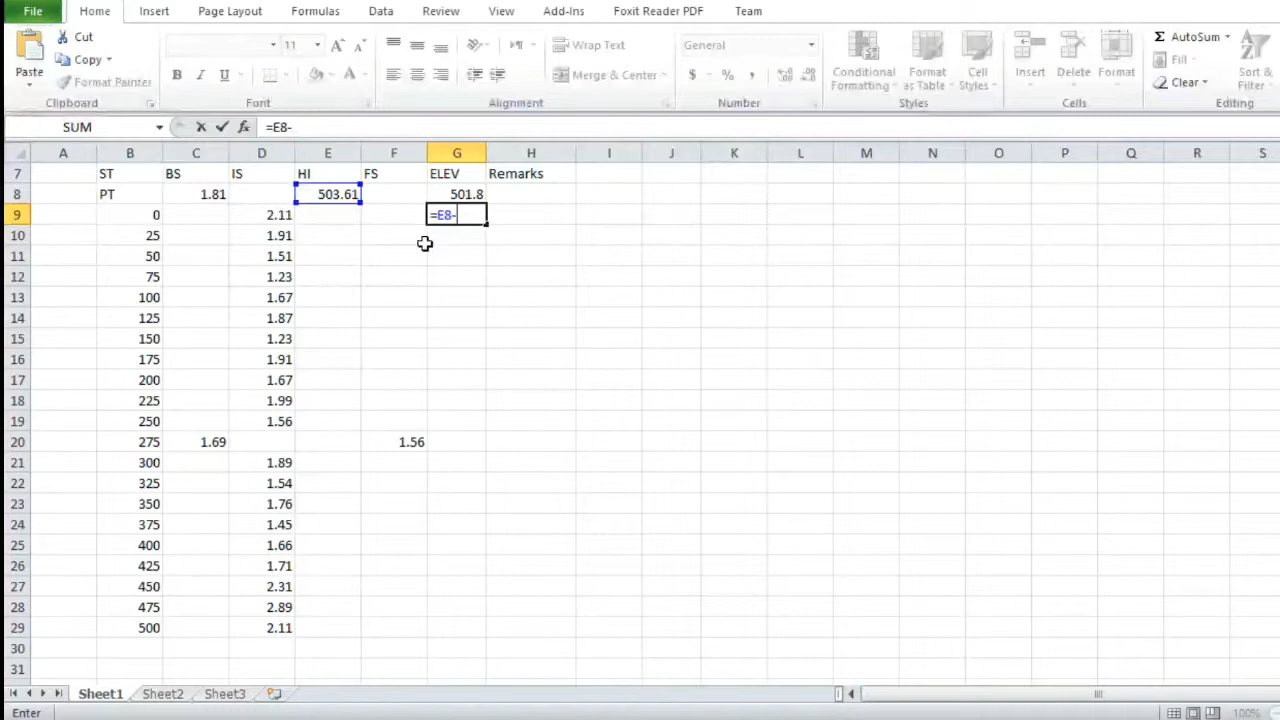 File Home Insert Page Layout Formulas Data Review View Add-Ins Foxit Reader PDF Team
Paste Cut Copy Format Painter Clipboard
11 B I U Font
Wrap Text Merge & Center Alignment
General $ % , Number
Conditional Formatting Format as Table Cell Styles Styles
Insert Delete Format Cells
Σ AutoSum Fill Clear Sort & Filter Editing
SUM fx =E8-
A B C D E F G H I J K L M N O P Q R S
7 ST BS IS HI FS ELEV Remarks
8 PT 1.81 503.61 501.8
9 0 2.11 =E8-
10 25 1.91
11 50 1.51
12 75 1.23
13 100 1.67
14 125 1.87
15 150 1.23
16 175 1.91
17 200 1.67
18 225 1.99
19 250 1.56
20 275 1.69 1.56
21 300 1.89
22 325 1.54
23 350 1.76
24 375 1.45
25 400 1.66
26 425 1.71
27 450 2.31
28 475 2.89
29 500 2.11
30
31
Sheet1 Sheet2 Sheet3
Enter 100%